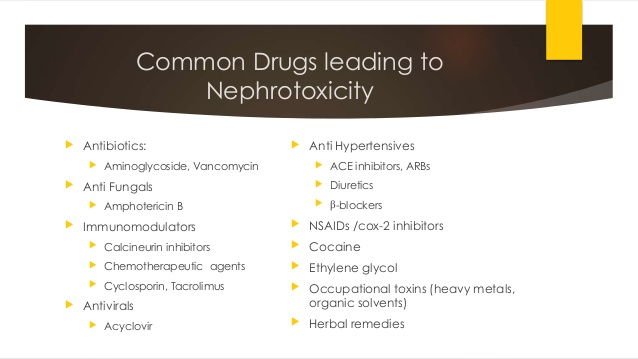 Common Drugs leading to
Nephrotoxicity
Antibiotics:
Aminoglycoside, Vancomycin
Anti Fungals
Amphotericin B
Immunomodulators
Calcineurin inhibitors
Chemotherapeutic agents
Cyclosporin, Tacrolimus
Antivirals
Acyclovir
Anti Hypertensives
ACE inhibitors, ARBs
Diuretics
β-blockers
NSAIDs /cox-2 inhibitors
Cocaine
Ethylene glycol
Occupational toxins (heavy metals,
organic solvents)
Herbal remedies